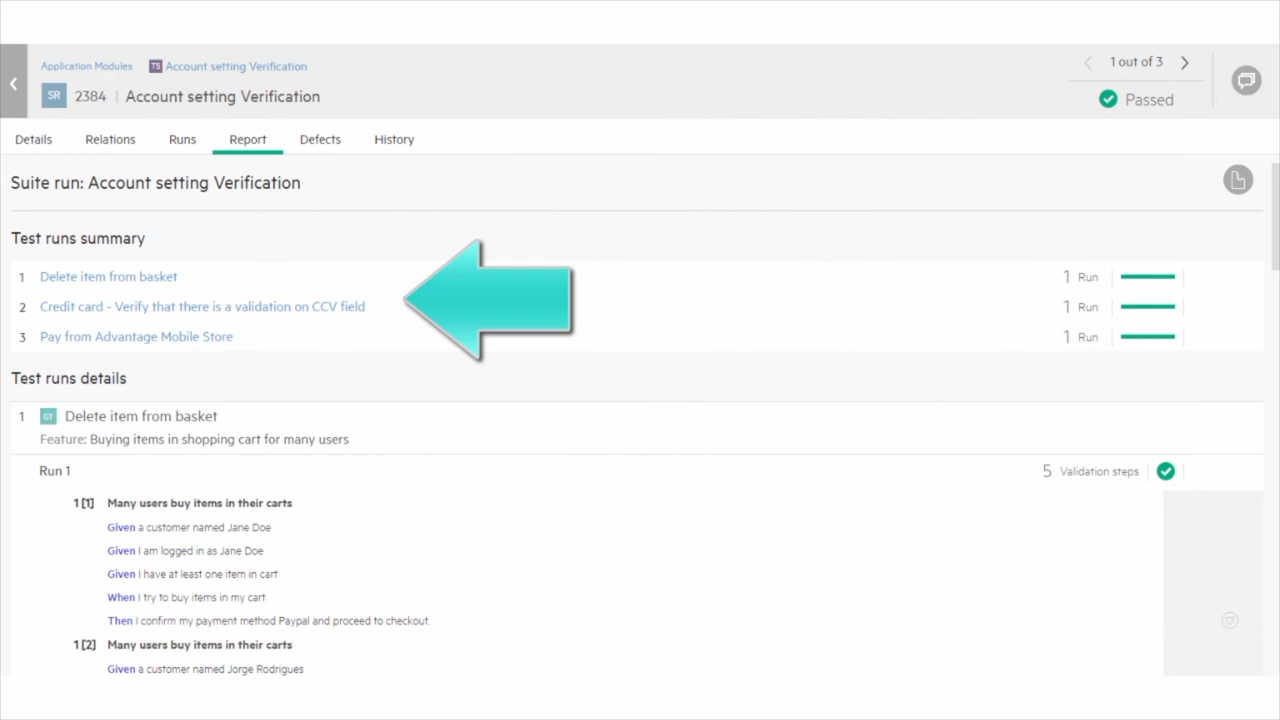 Application Modules TS Account setting Verification
1 out of 3
SR 2384 Account setting Verification
Passed
Details Relations Runs Report Defects History
Suite run: Account setting Verification
Test runs summary
1 Delete item from basket 1 Run
2 Credit card - Verify that there is a validation on CCV field 1 Run
3 Pay from Advantage Mobile Store 1 Run
Test runs details
1 GT Delete item from basket
Feature: Buying items in shopping cart for many users
Run 1 5 Validation steps
1 [1] Many users buy items in their carts
Given a customer named Jane Doe
Given I am logged in as Jane Doe
Given I have at least one item in cart
When I try to buy items in my cart
Then I confirm my payment method Paypal and proceed to checkout.
1 [2] Many users buy items in their carts
Given a customer named Jorge Rodrigues